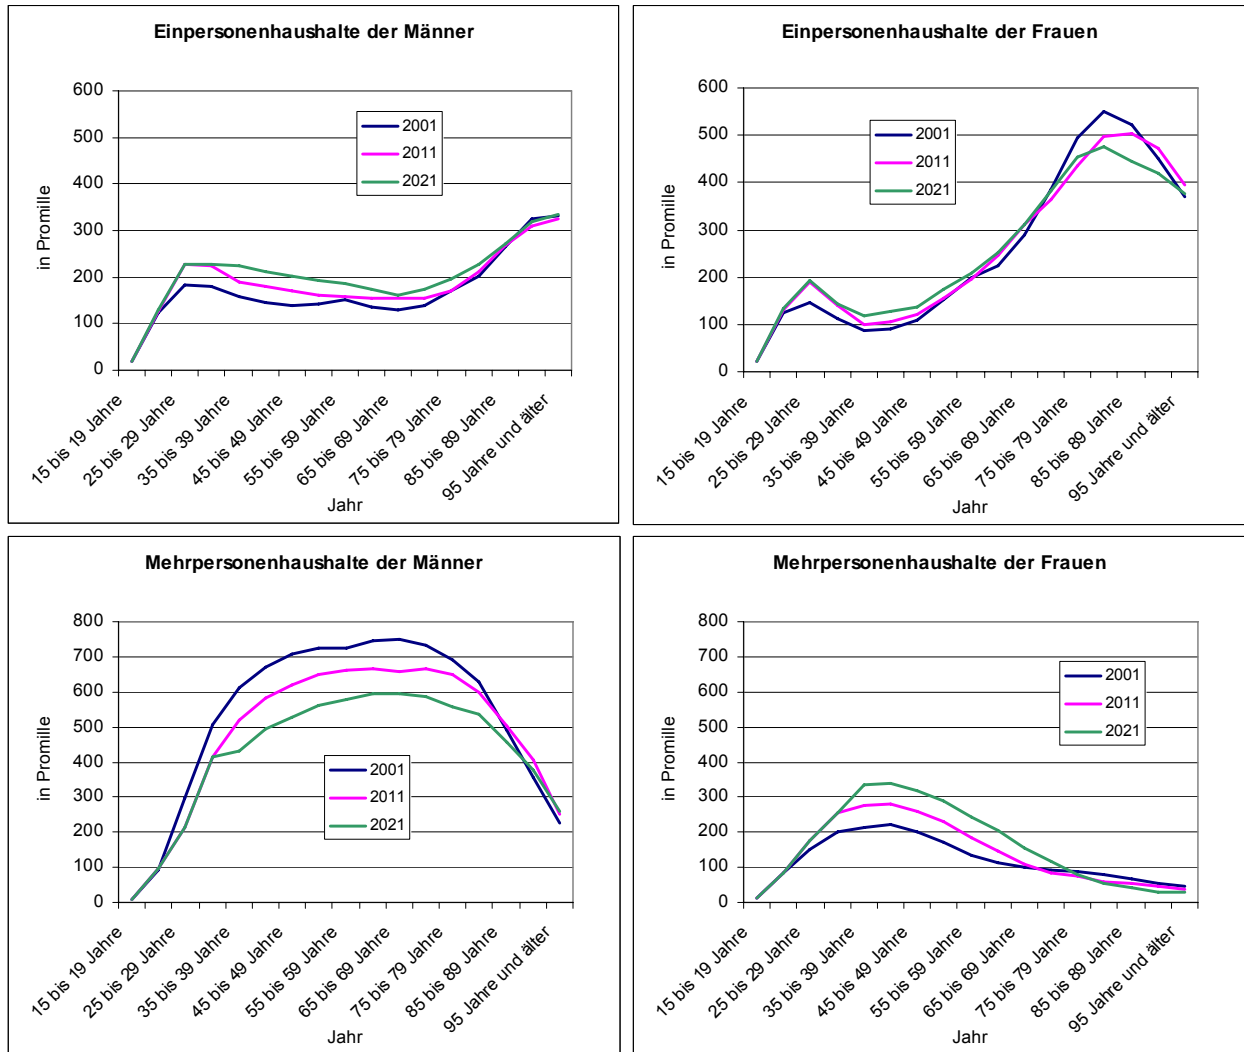 Einpersonenhaushalte der Männer
600
500
400
300
200
100
0
in Promille
2001
2011
2021
15 bis 19 Jahre
25 bis 29 Jahre
35 bis 39 Jahre
45 bis 49 Jahre
55 bis 59 Jahre
65 bis 69 Jahre
75 bis 79 Jahre
85 bis 89 Jahre
95 Jahre und älter
Jahr
Einpersonenhaushalte der Frauen
600
500
400
300
200
100
0
in Promille
2001
2011
2021
15 bis 19 Jahre
25 bis 29 Jahre
35 bis 39 Jahre
45 bis 49 Jahre
55 bis 59 Jahre
65 bis 69 Jahre
75 bis 79 Jahre
85 bis 89 Jahre
95 Jahre und älter
Jahr
Mehrpersonenhaushalte der Männer
800
700
600
500
400
300
200
100
0
in Promille
2001
2011
2021
15 bis 19 Jahre
25 bis 29 Jahre
35 bis 39 Jahre
45 bis 49 Jahre
55 bis 59 Jahre
65 bis 69 Jahre
75 bis 79 Jahre
85 bis 89 Jahre
95 Jahre und älter
Jahr
Mehrpersonenhaushalte der Frauen
800
700
600
500
400
300
200
100
0
in Promille
2001
2011
2021
15 bis 19 Jahre
25 bis 29 Jahre
35 bis 39 Jahre
45 bis 49 Jahre
55 bis 59 Jahre
65 bis 69 Jahre
75 bis 79 Jahre
85 bis 89 Jahre
95 Jahre und älter
Jahr